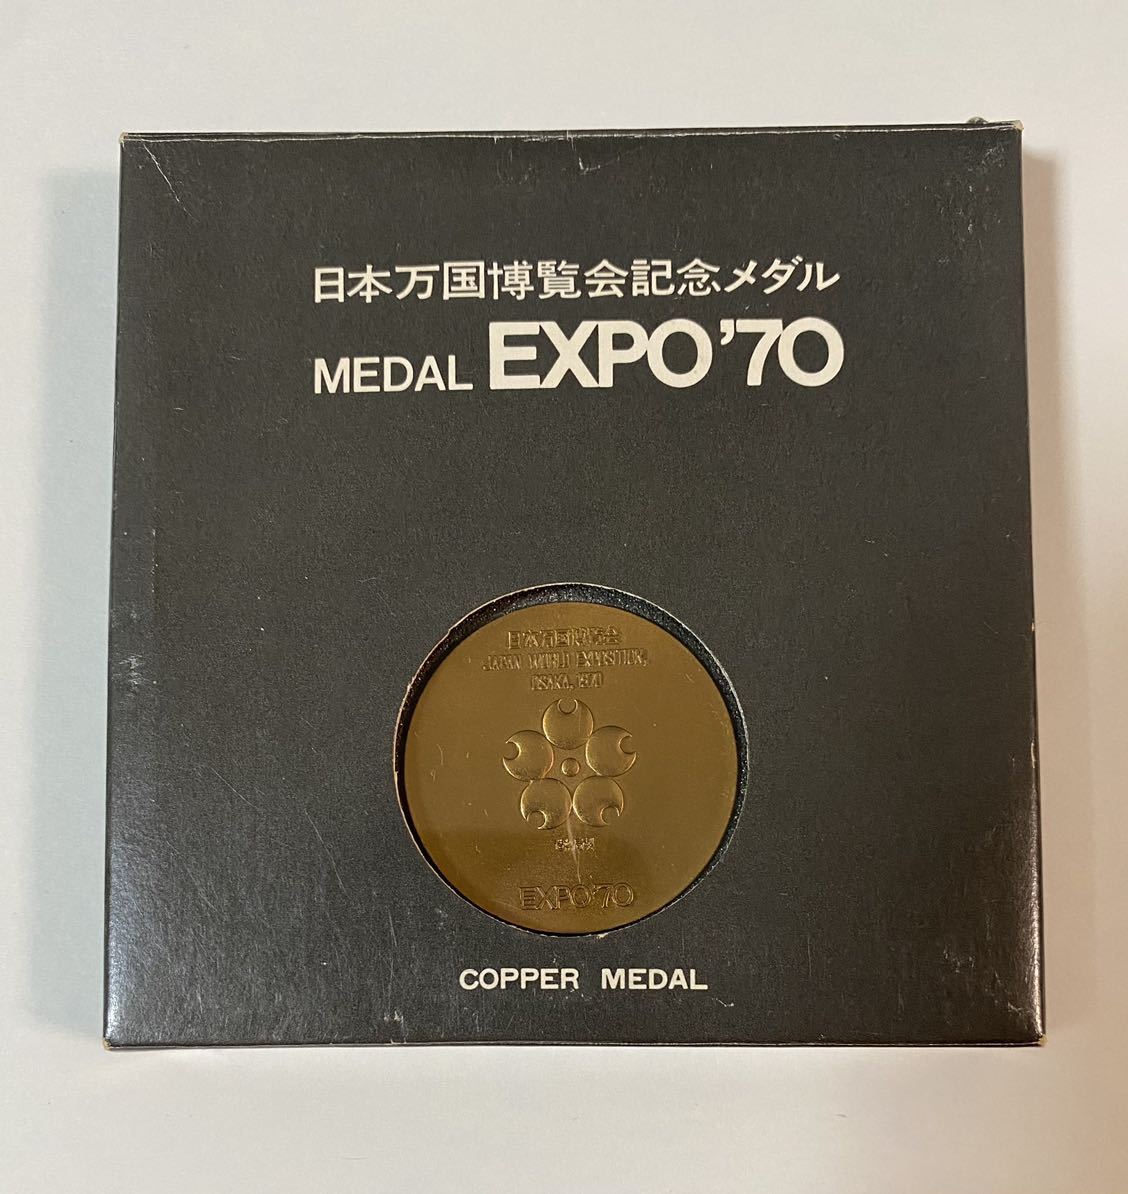 日本万国博覧会記念メダル
MEDAL EXPO'70
日本万国博覧会
JAPAN WORLD EXPOSITION,
OSAKA, 1970
EXPO'70
COPPER MEDAL